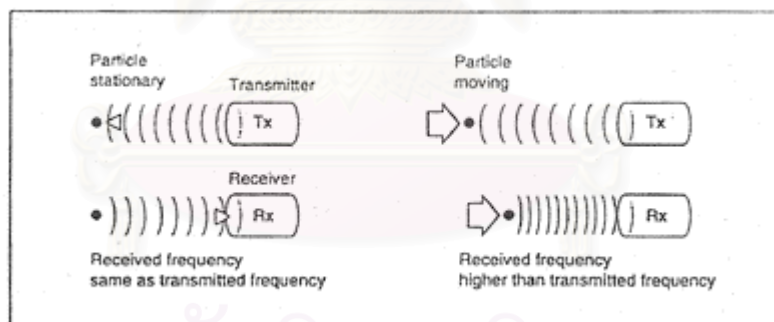 Particle
stationary
Transmitter
Tx
Particle
moving
Tx
Receiver
Rx
Received frequency
same as transmitted frequency
Rx
Received frequency
higher than transmitted frequency